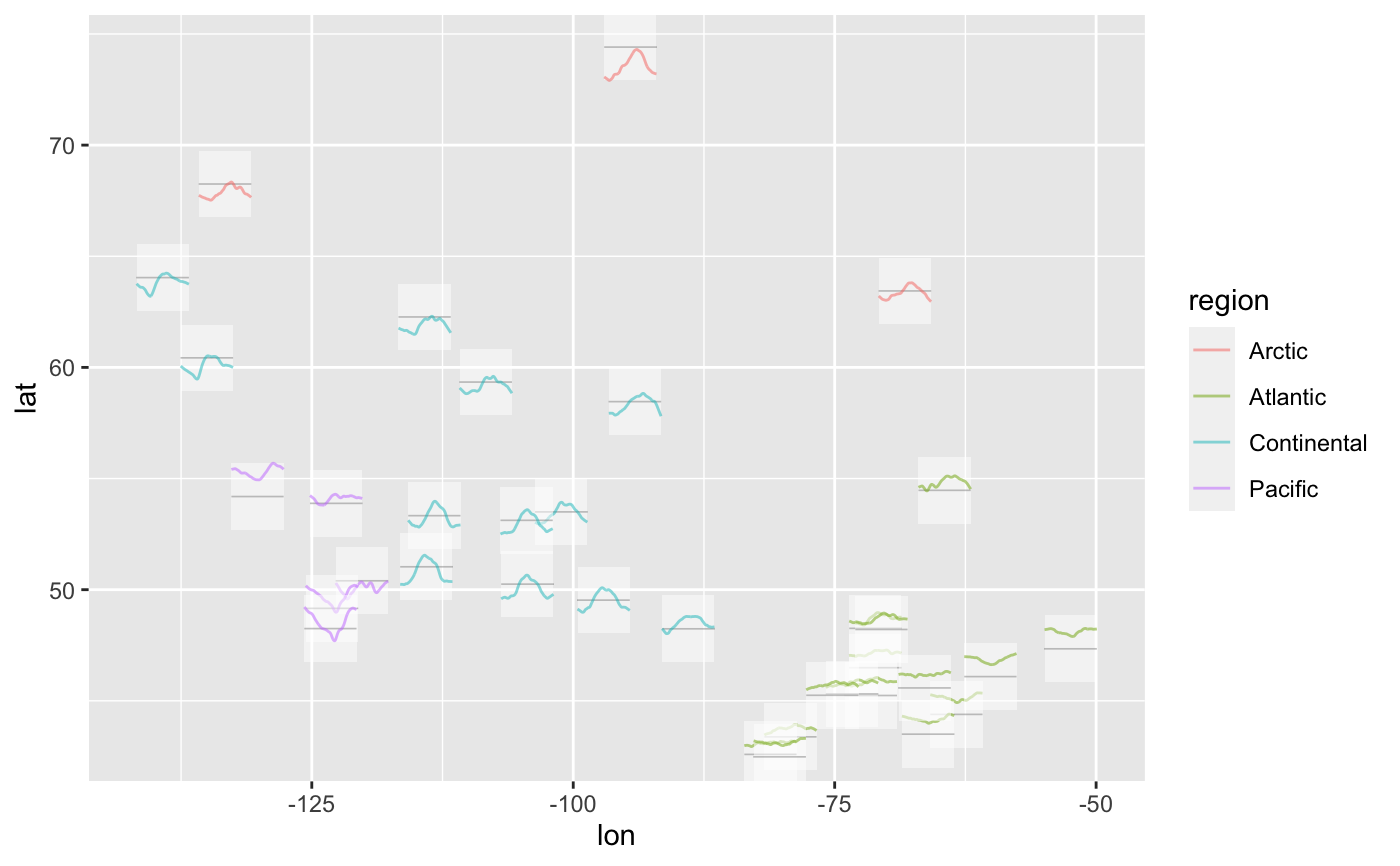 70
60
50
lat
-125
-100
-75
-50
lon
region
Arctic
Atlantic
Continental
Pacific